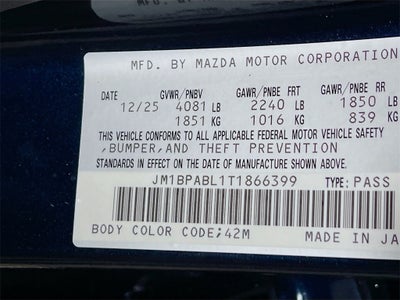 MFD. BY MAZDA MOTOR CORPORATION
DATE GVWR/PNBV GAWR/PNBE FRT GAWR/PNBE RR
12/25 4081 LB 2240 LB 1850 LB
1851 KG 1016 KG 839 KG
THIS VEHICLE CONFORMS TO ALL APPLICABLE FEDERAL MOTOR VEHICLE SAFETY
,BUMPER,AND THEFT PREVENTION
STANDARDS IN EFFECT ON THE DATE OF MANUFACTURE SHOWN ABOVE.
JM1BPABL1T1866399 TYPE: PASS
BODY COLOR CODE;42M MADE IN JA